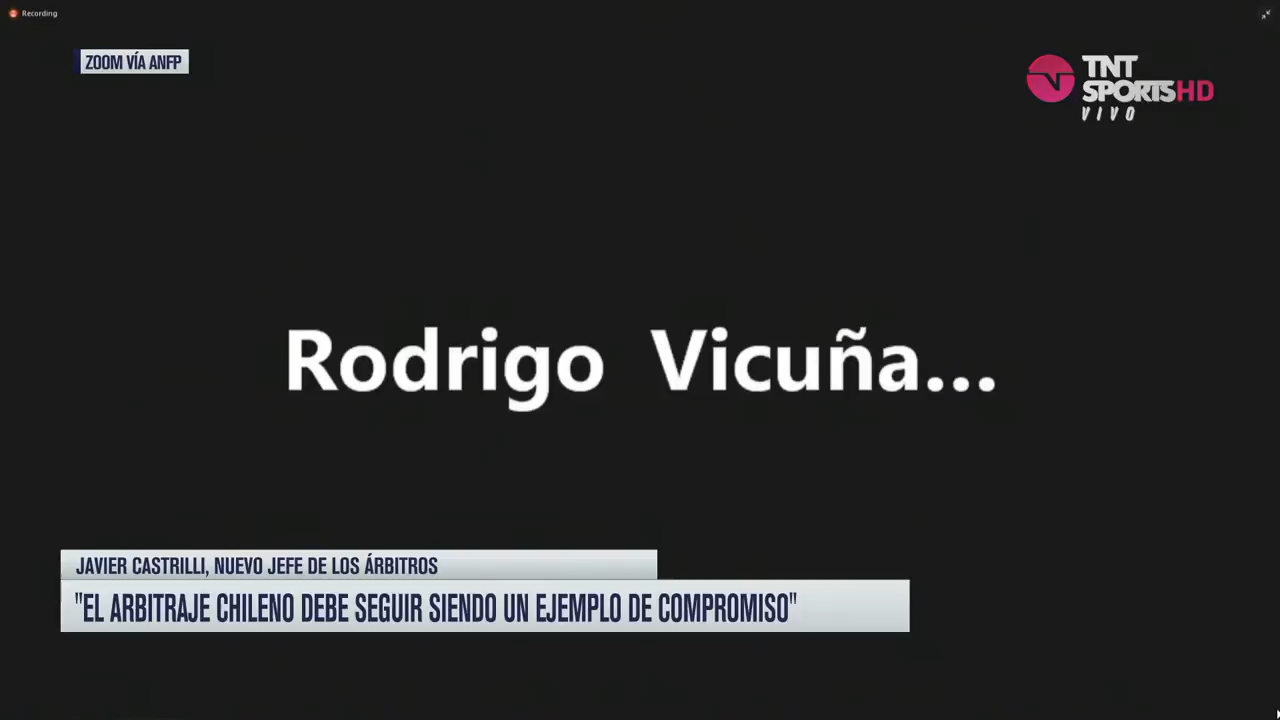 Recording
ZOOM VÍA ANFP
TNT
SPORTS HD
VIVO
Rodrigo Vicuña...
JAVIER CASTRILLI, NUEVO JEFE DE LOS ÁRBITROS
"EL ARBITRAJE CHILENO DEBE SEGUIR SIENDO UN EJEMPLO DE COMPROMISO"